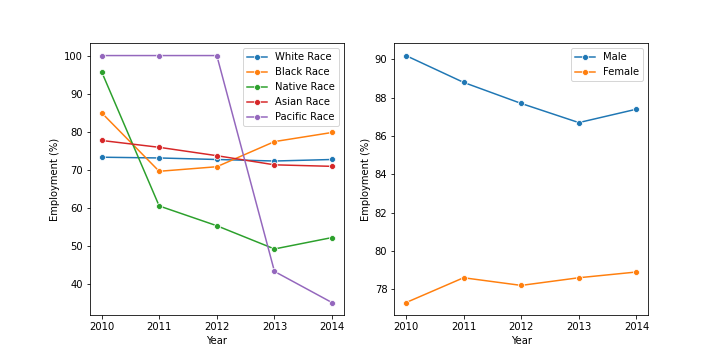 100
90
80
70
60
50
40
Employment (%)
2010 2011 2012 2013 2014
Year
White Race
Black Race
Native Race
Asian Race
Pacific Race
90
88
86
84
82
80
78
Employment (%)
2010 2011 2012 2013 2014
Year
Male
Female